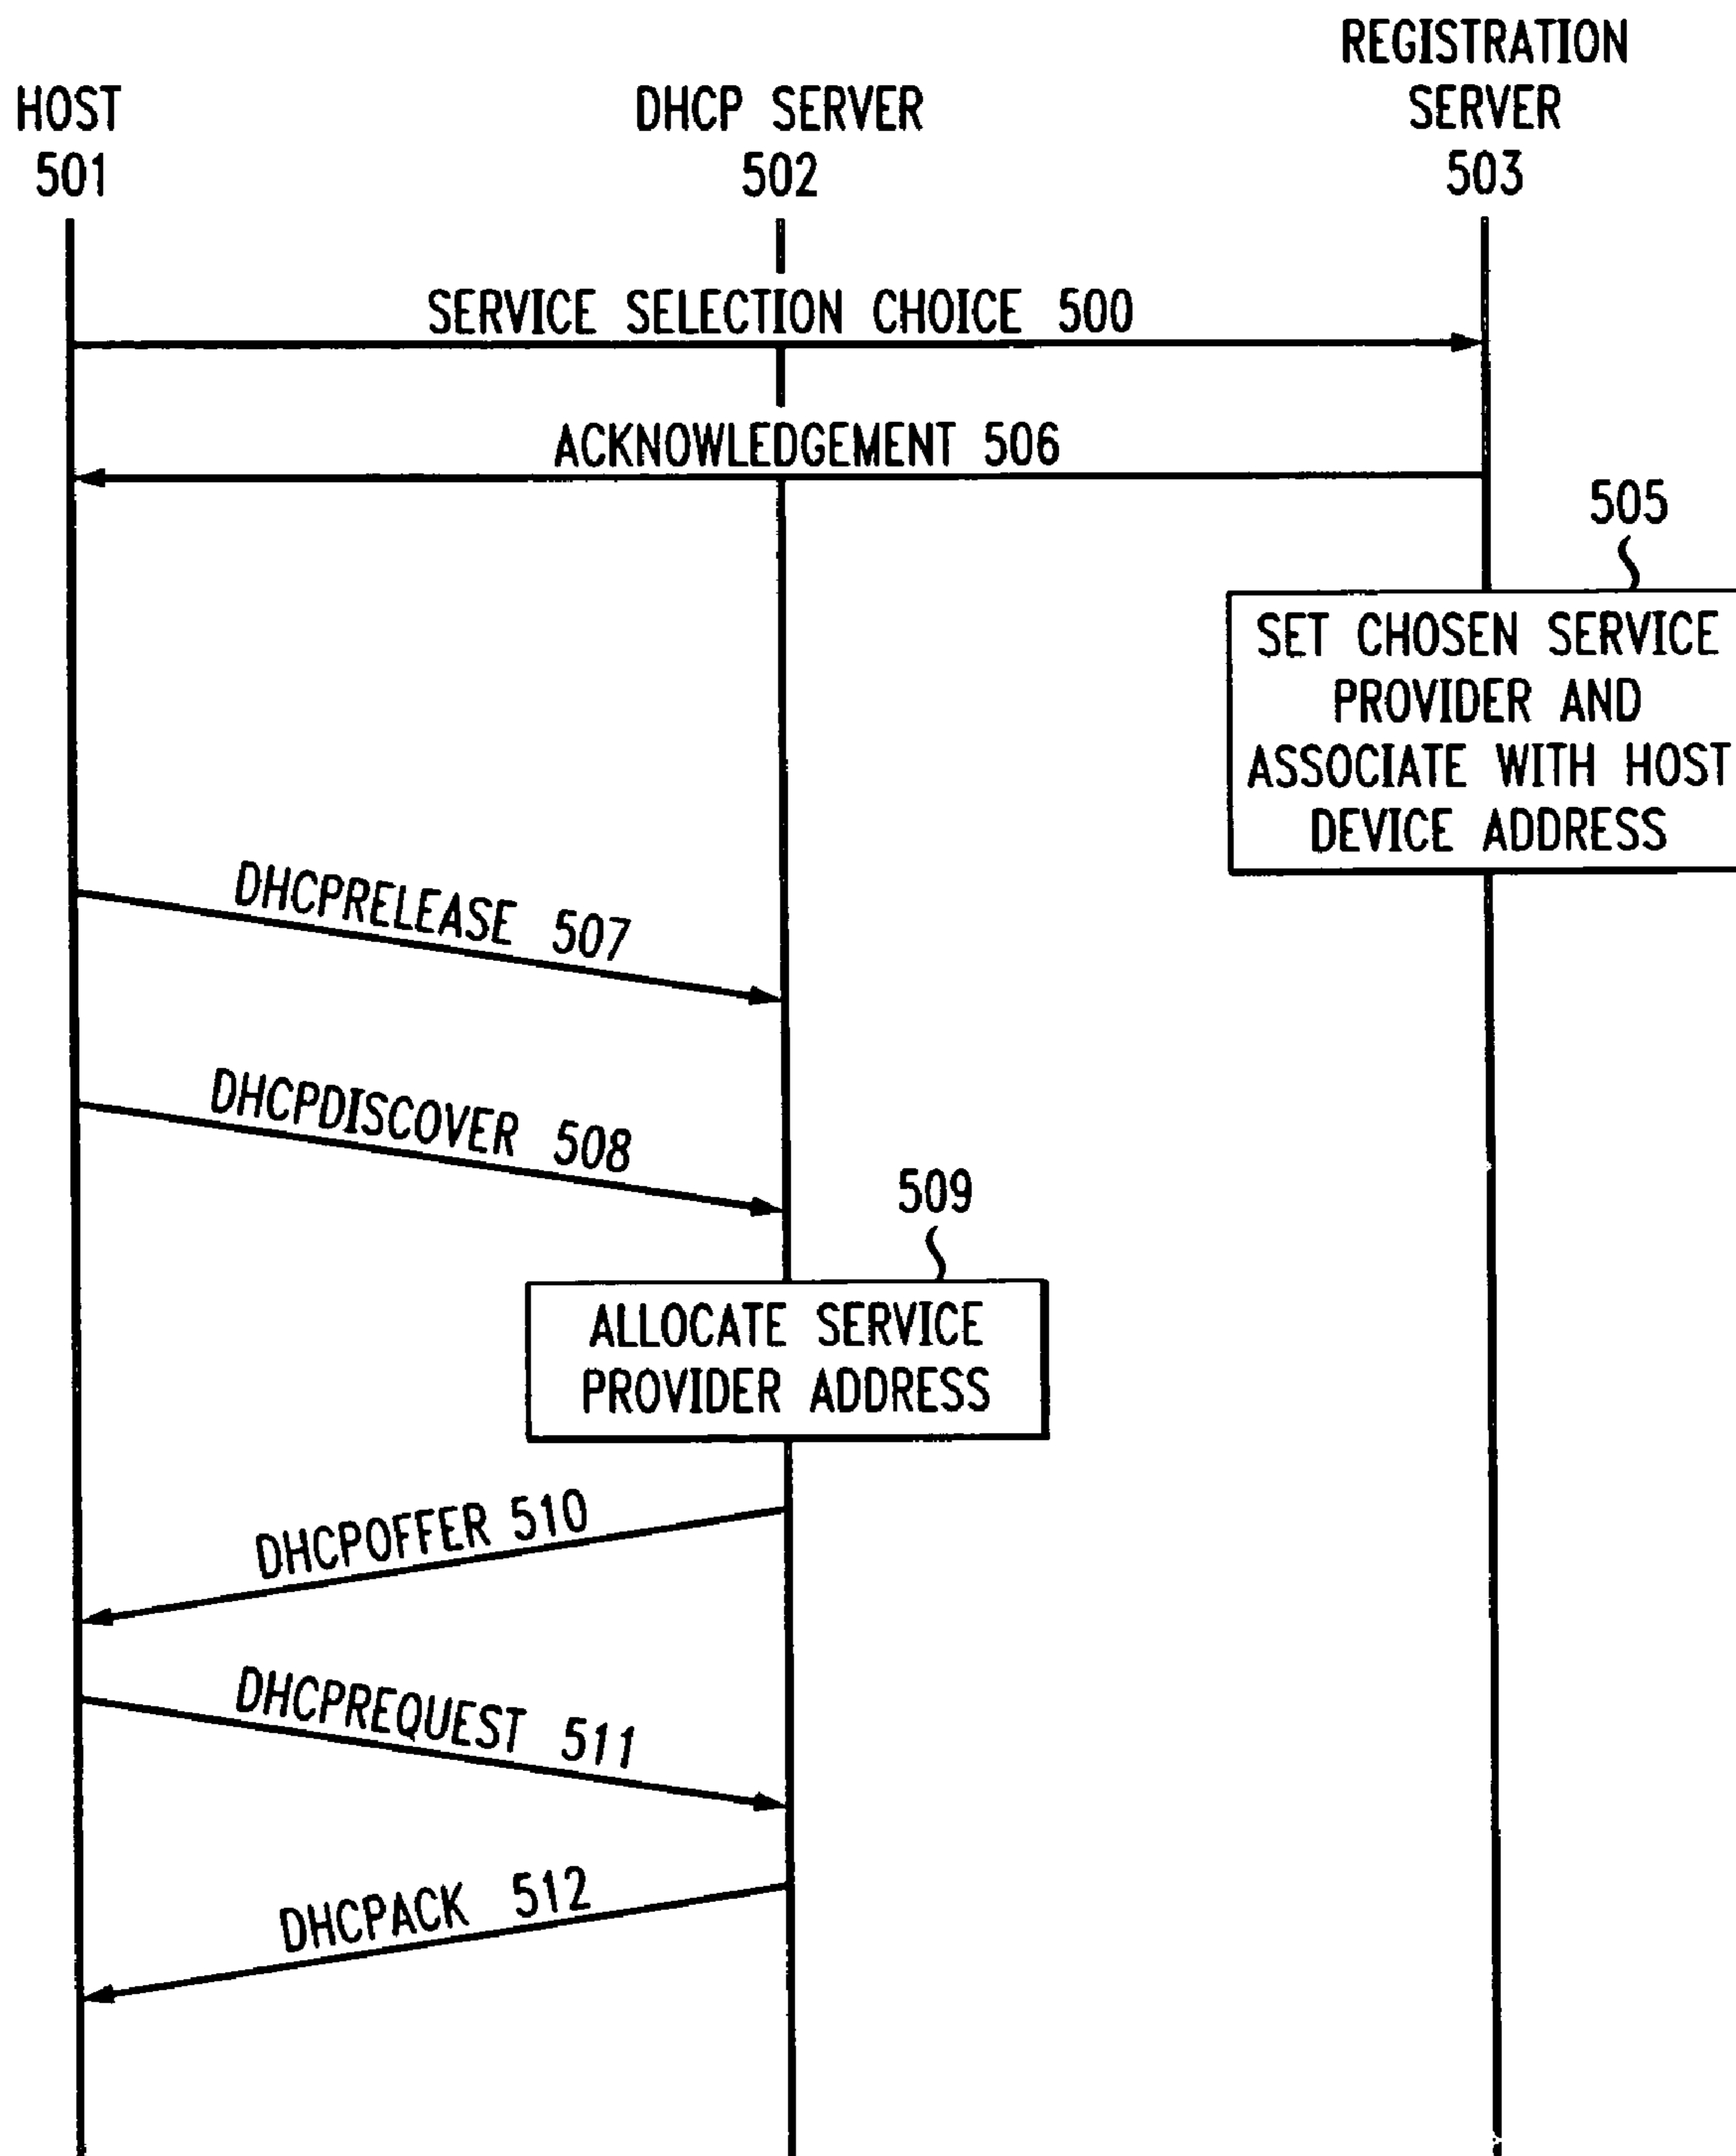 HOST
501
DHCP SERVER
502
REGISTRATION
SERVER
503
SERVICE SELECTION CHOICE 500
ACKNOWLEDGEMENT 506
505
SET CHOSEN SERVICE
PROVIDER AND
ASSOCIATE WITH HOST
DEVICE ADDRESS
DHCPRELEASE 507
DHCPDISCOVER 508
509
ALLOCATE SERVICE
PROVIDER ADDRESS
DHCPOFFER 510
DHCPREQUEST 511
DHCPACK 512